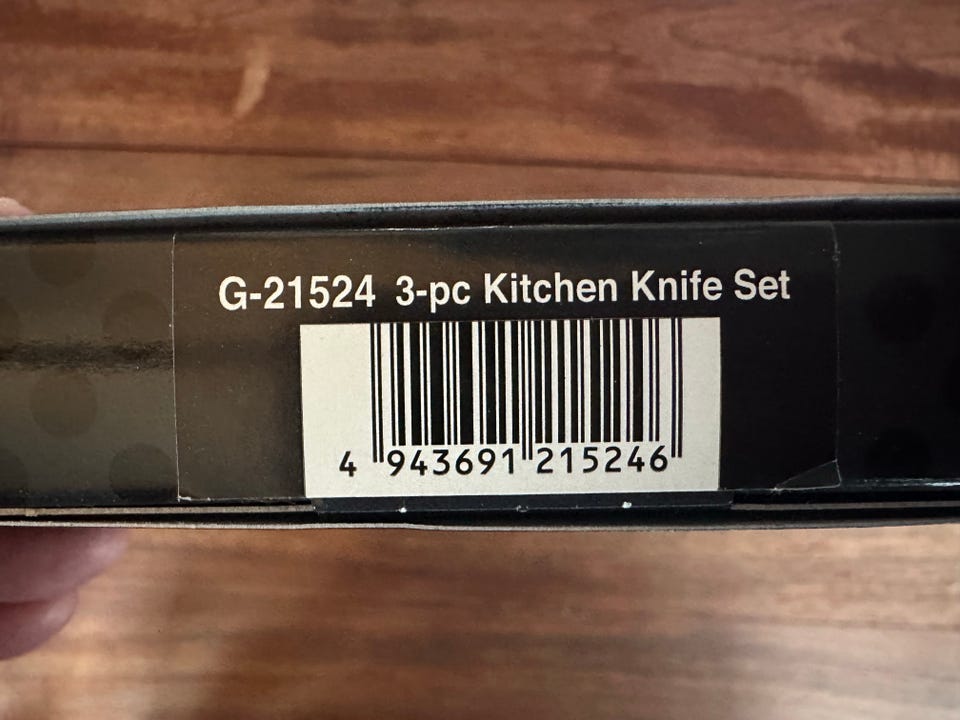 G-21524 3-pc Kitchen Knife Set
4 943691 215246